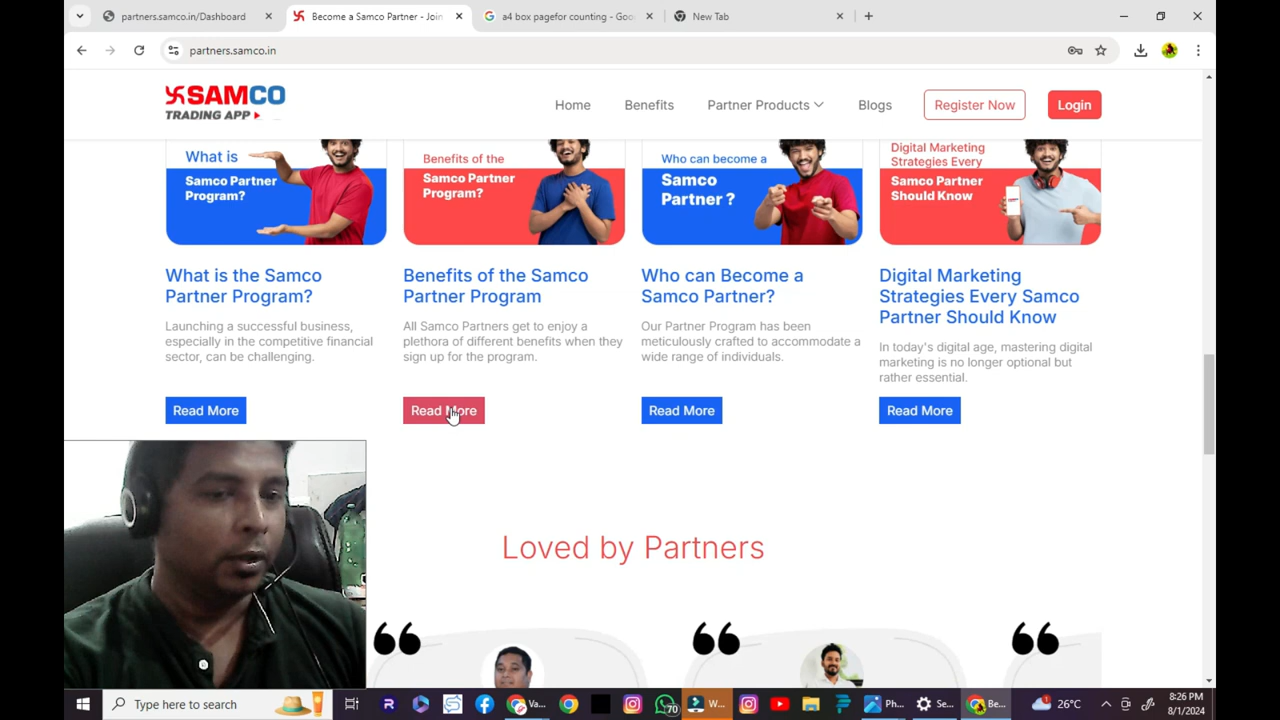 partners.samco.in/Dashboard
Become a Samco Partner - Join
a4 box pagefor counting - Goo
New Tab
partners.samco.in
SAMCO
TRADING APP
Home
Benefits
Partner Products
Blogs
Register Now
Login
What is
Samco Partner
Program?
Benefits of the
Samco Partner
Program?
Who can become a
Samco
Partner ?
Digital Marketing
Strategies Every
Samco Partner
Should Know
What is the Samco
Partner Program?
Launching a successful business,
especially in the competitive financial
sector, can be challenging.
Read More
Benefits of the Samco
Partner Program
All Samco Partners get to enjoy a
plethora of different benefits when they
sign up for the program.
Read More
Who can Become a
Samco Partner?
Our Partner Program has been
meticulously crafted to accommodate a
wide range of individuals.
Read More
Digital Marketing
Strategies Every Samco
Partner Should Know
In today's digital age, mastering digital
marketing is no longer optional but
rather essential.
Read More
Loved by Partners
Type here to search
Va...
70
W...
Ph...
Se...
Be...
26°C
8:26 PM
8/1/2024